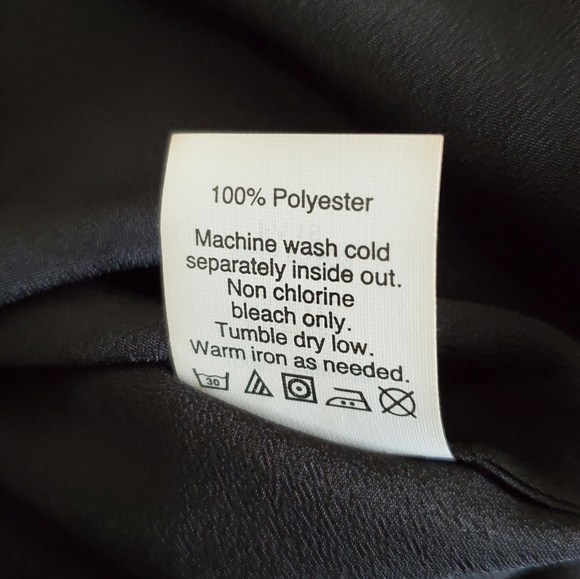 100% Polyester
Machine wash cold
separately inside out.
Non chlorine
bleach only.
Tumble dry low.
Warm iron as needed.
30